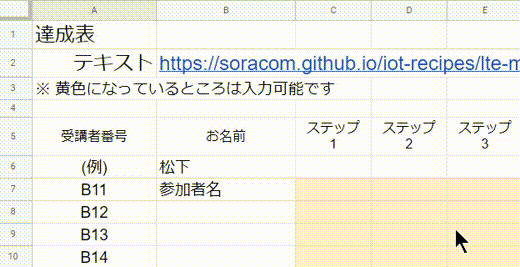 A B C D E
1 達成表
2 テキスト https://soracom.github.io/iot-recipes/lte-m
3 ※ 黄色になっているところは入力可能です
4
5 受講者番号 お名前 ステップ 1 ステップ 2 ステップ 3
6 (例) 松下
7 B11 参加者名
8 B12
9 B13
10 B14